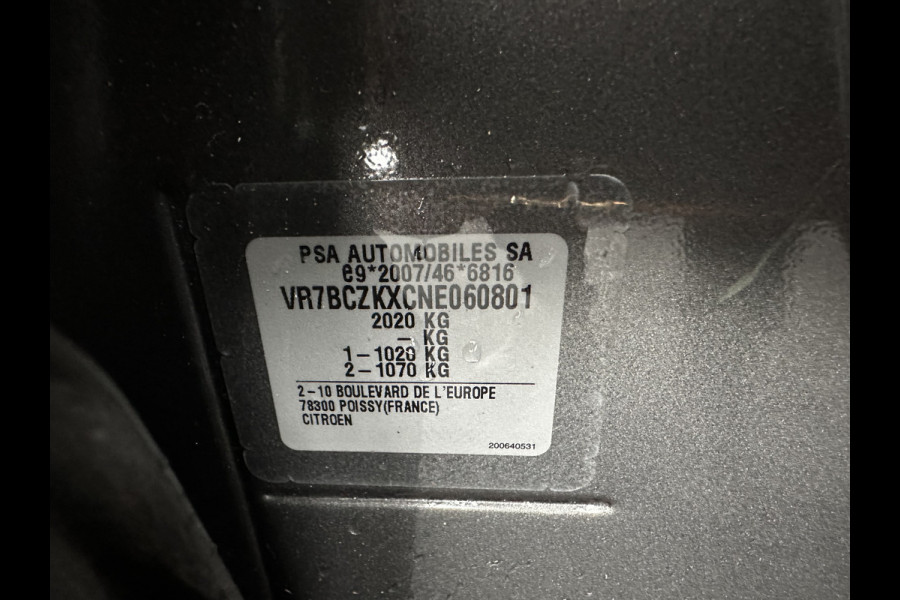 PSA AUTOMOBILES SA
e9*2007/46*6816
VR7BCZKXCNE060801
2020 KG
– KG
1–1020 KG
2–1070 KG
2–10 BOULEVARD DE L'EUROPE
78300 POISSY(FRANCE)
CITROEN
200640531